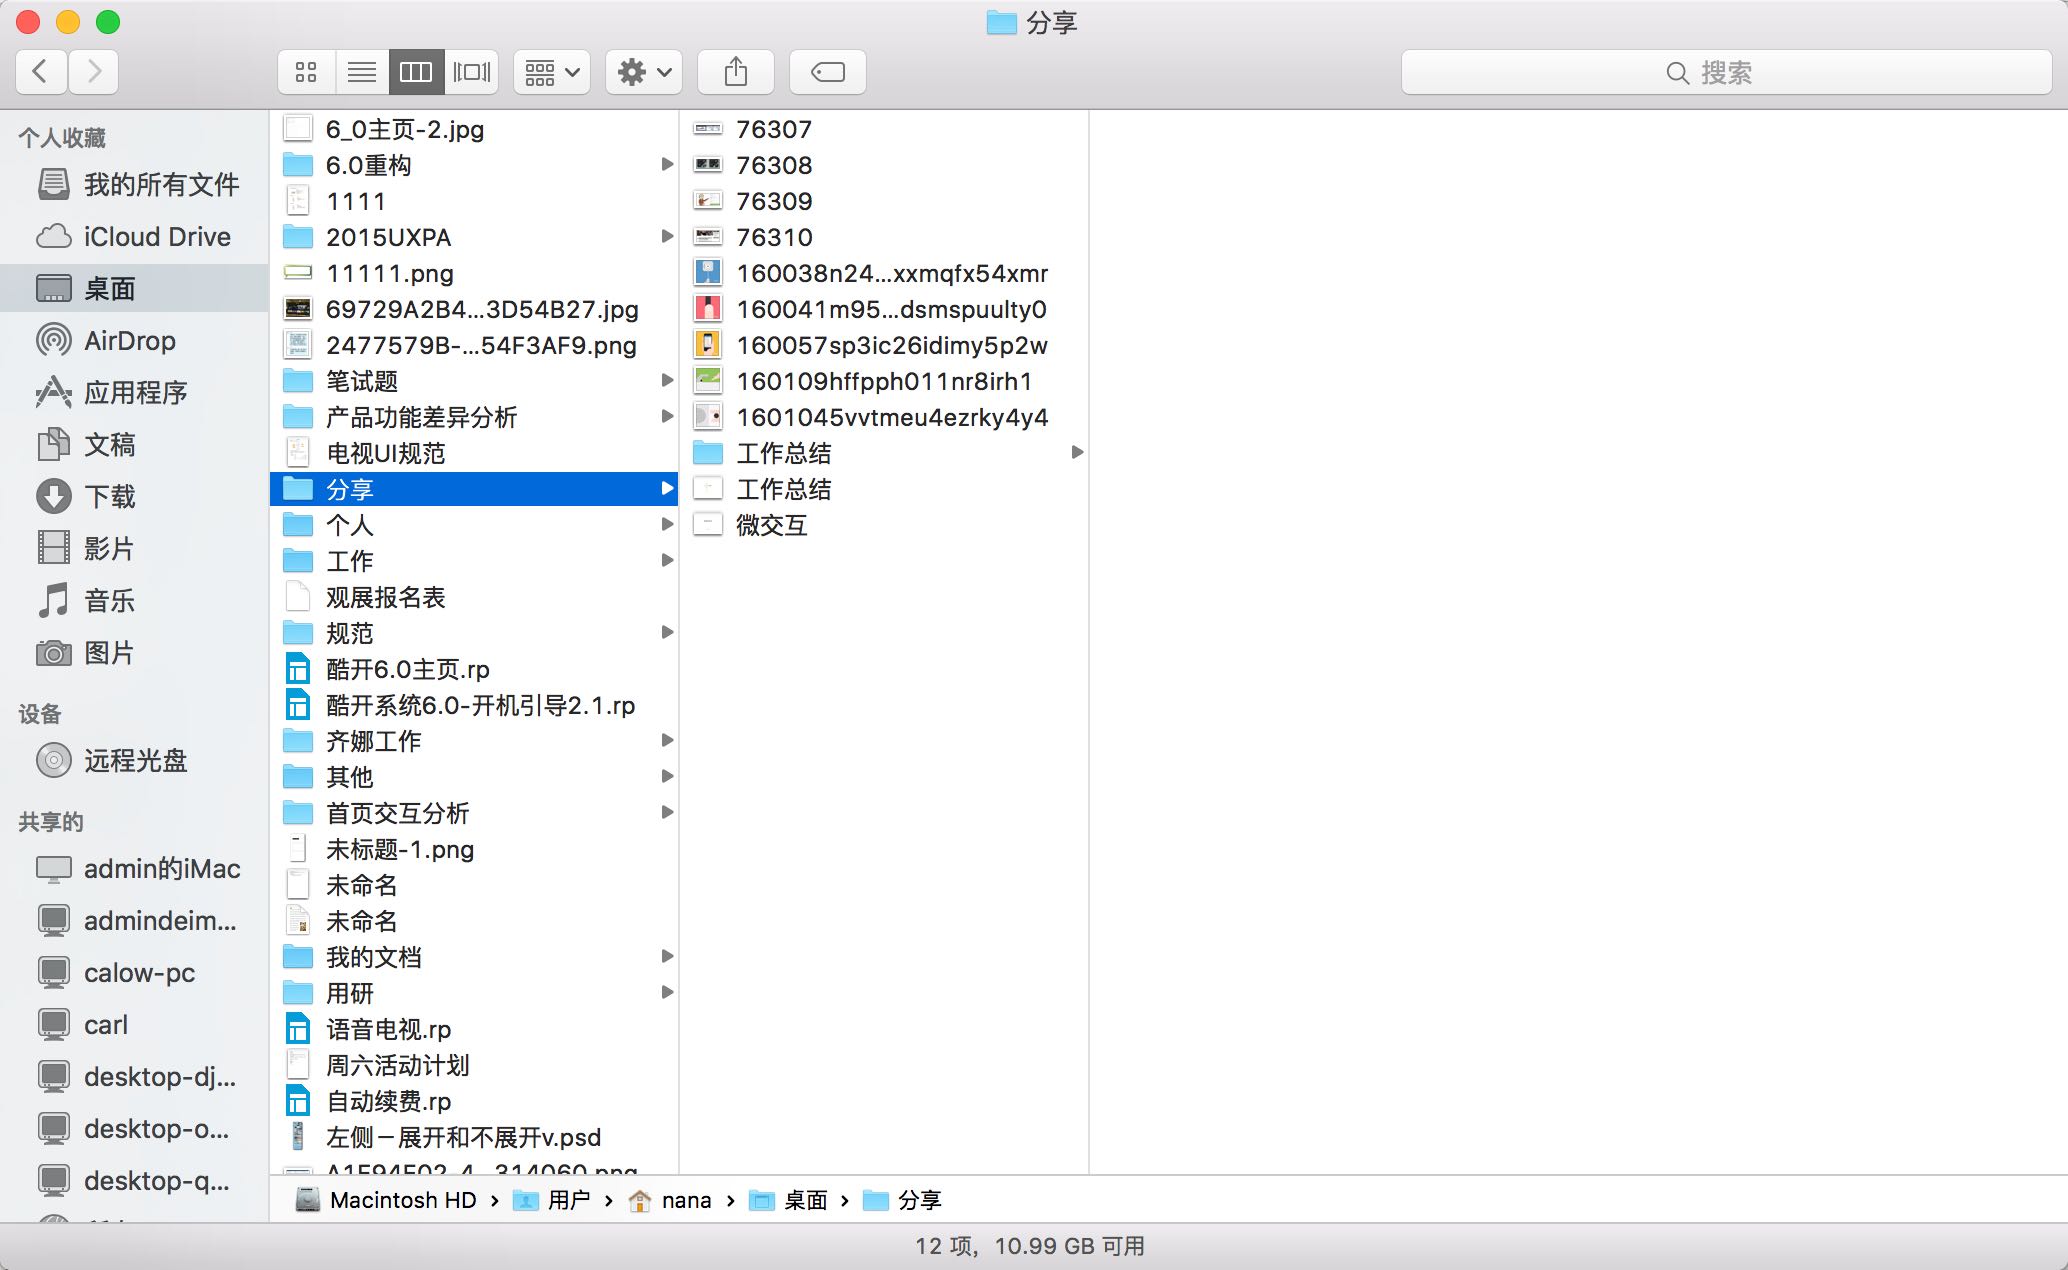 分享
搜索
个人收藏
我的所有文件
iCloud Drive
桌面
AirDrop
应用程序
文稿
下载
影片
音乐
图片
设备
远程光盘
共享的
admin的iMac
admindeim...
calow-pc
carl
desktop-dj...
desktop-o...
desktop-q...
6_0主页-2.jpg
6.0重构
1111
2015UXPA
11111.png
69729A2B4...3D54B27.jpg
2477579B-...54F3AF9.png
笔试题
产品功能差异分析
电视UI规范
分享
个人
工作
观展报名表
规范
酷开6.0主页.rp
酷开系统6.0-开机引导2.1.rp
齐娜工作
其他
首页交互分析
未标题-1.png
未命名
未命名
我的文档
用研
语音电视.rp
周六活动计划
自动续费.rp
左侧－展开和不展开v.psd
76307
76308
76309
76310
160038n24...xxmqfx54xmr
160041m95...dsmspuulty0
160057sp3ic26idimy5p2w
160109hffpph011nr8irh1
1601045vvtmeu4ezrky4y4
工作总结
工作总结
微交互
Macintosh HD › 用户 › nana › 桌面 › 分享
12 项，10.99 GB 可用